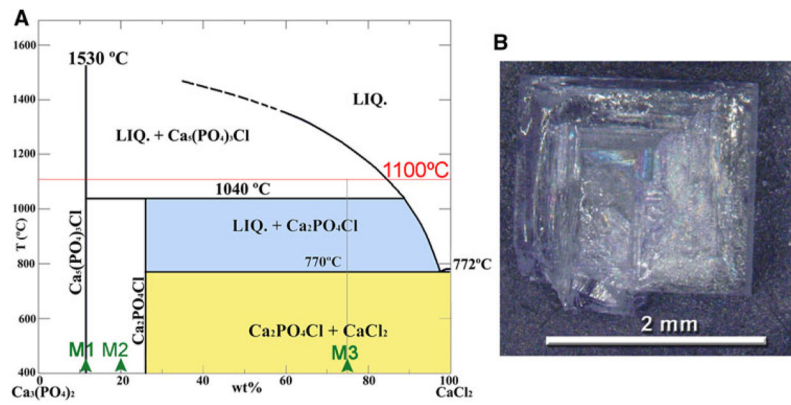 A
1600
1530 ºC
LIQ.
1400
LIQ. + Ca₅(PO₄)₃Cl
1200
1100ºC
1040 ºC
1000
T (ºC)
LIQ. + Ca₂PO₄Cl
Ca₅(PO₄)₃Cl
800
770ºC
772ºC
Ca₂PO₄Cl
600
Ca₂PO₄Cl + CaCl₂
M1
M2
M3
400
0
20
40
60
80
100
Ca₃(PO₄)₂
wt%
CaCl₂
B
2 mm